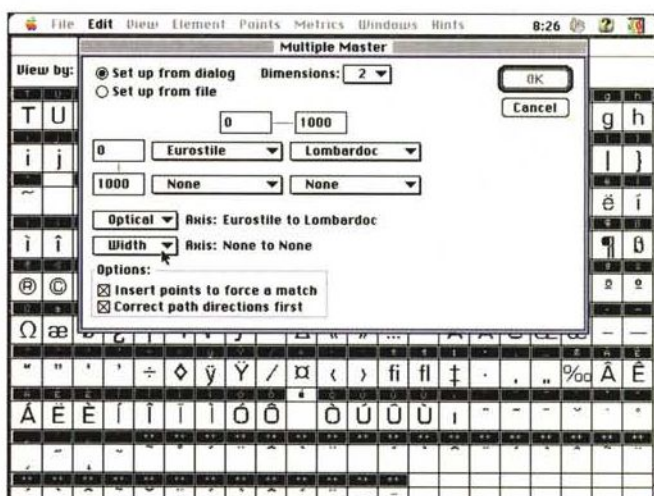 File Edit View Element Points Metrics Windows Hints 8:26
Multiple Master
View by:
Set up from dialog Dimensions: 2
Set up from file
OK
Cancel
0 1000
0 Eurostile Lombardoc
1000 None None
Optical Axis: Eurostile to Lombardoc
Width Axis: None to None
Options:
Insert points to force a match
Correct path directions first
T U g h
i j | }
~ ë í
ì î ¶ ß
® © ª º
Ω æ
“ ” ‘ ’ ÷ ◊ ÿ Ÿ / ¤ ‹ › fi fl ‡ · ‚ „ ‰ Â Ê
Á Ë È Í Î Ï Ì Ó Ô Ò Ú Û Ù ı